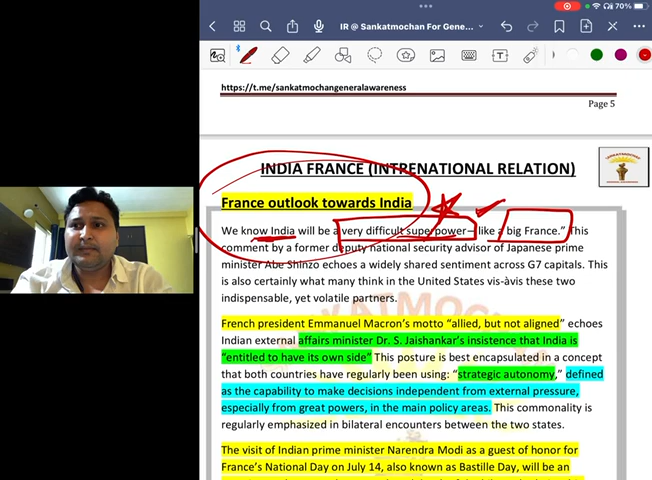 70%
IR @ Sankatmochan For Gene...
https://t.me/sankatmochangeneralawareness
Page 5
INDIA FRANCE (INTRENATIONAL RELATION)
France outlook towards India
We know India will be a very difficult superpower— like a big France.” This
comment by a former deputy national security advisor of Japanese prime
minister Abe Shinzo echoes a widely shared sentiment across G7 capitals. This
is also certainly what many think in the United States vis-àvis these two
indispensable, yet volatile partners.
French president Emmanuel Macron’s motto “allied, but not aligned” echoes
Indian external affairs minister Dr. S. Jaishankar’s insistence that India is
“entitled to have its own side” This posture is best encapsulated in a concept
that both countries have regularly been using: “strategic autonomy,” defined
as the capability to make decisions independent from external pressure,
especially from great powers, in the main policy areas. This commonality is
regularly emphasized in bilateral encounters between the two states.
The visit of Indian prime minister Narendra Modi as a guest of honor for
France’s National Day on July 14, also known as Bastille Day, will be an